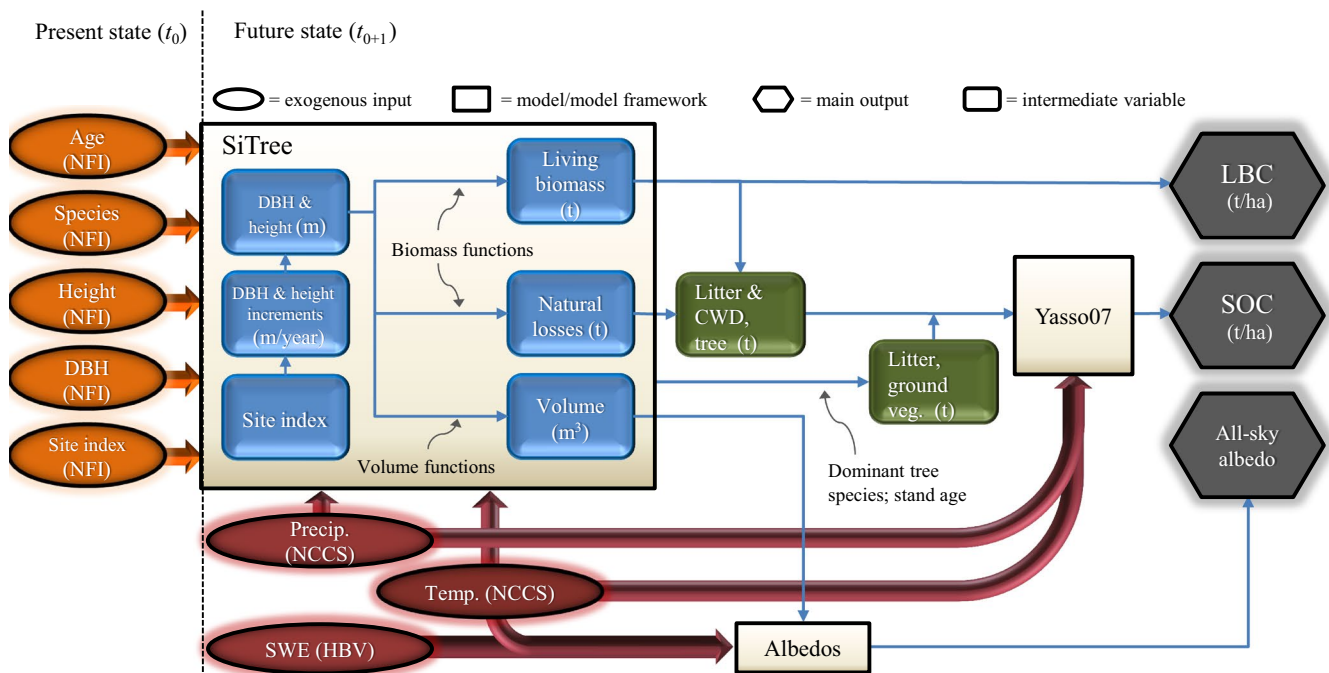 Present state (t0)
Future state (t0+1)
= exogenous input
= model/model framework
= main output
= intermediate variable
Age
(NFI)
Species
(NFI)
Height
(NFI)
DBH
(NFI)
Site index
(NFI)
SiTree
DBH &
height (m)
DBH & height
increments
(m/year)
Site index
Biomass functions
Volume functions
Living
biomass
(t)
Natural
losses (t)
Volume
(m³)
Litter &
CWD,
tree (t)
Litter,
ground
veg. (t)
Dominant tree
species; stand age
Yasso07
LBC
(t/ha)
SOC
(t/ha)
All-sky
albedo
Precip.
(NCCS)
Temp. (NCCS)
SWE (HBV)
Albedos